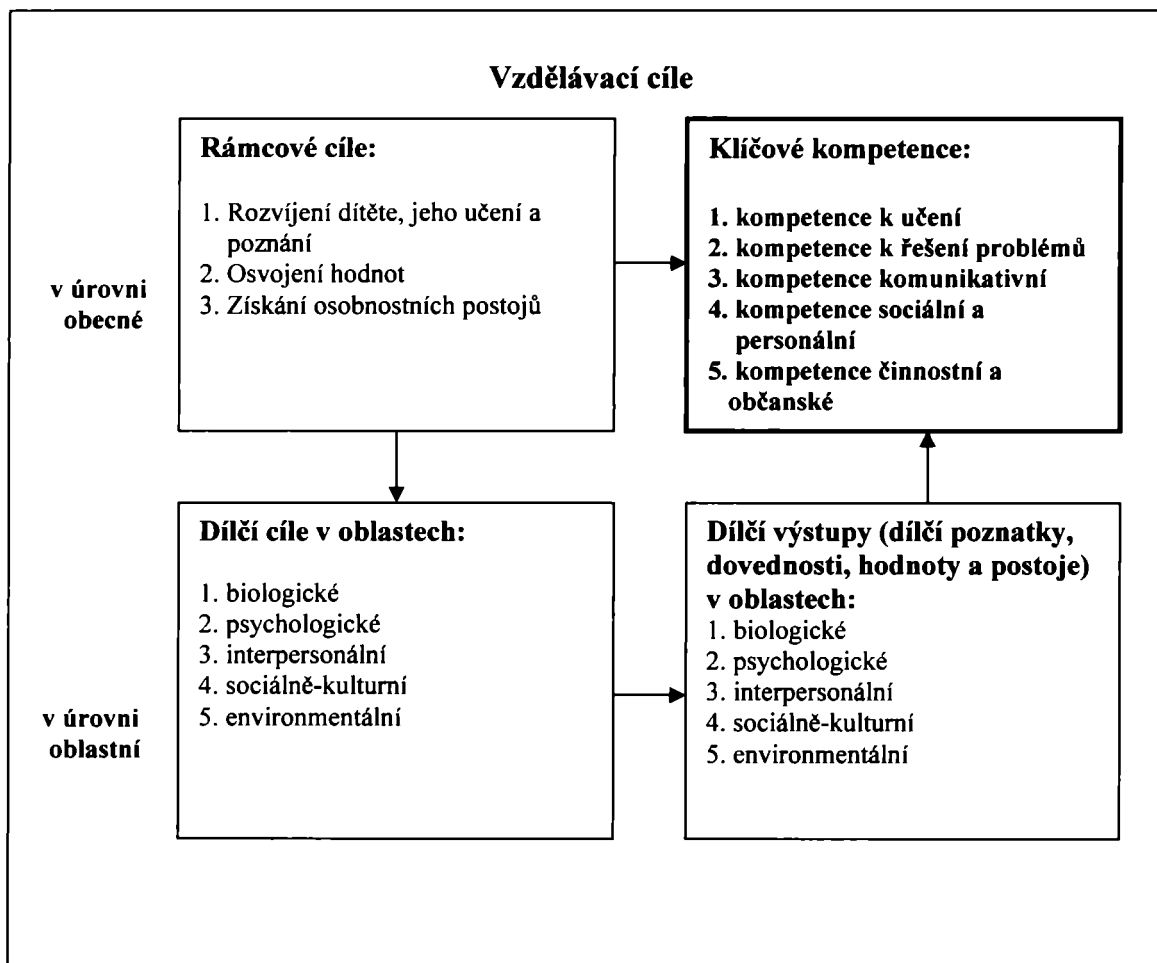 Vzdělávací cíle
Rámcové cíle:
1. Rozvíjení dítěte, jeho učení a
poznání
2. Osvojení hodnot
3. Získání osobnostních postojů
Klíčové kompetence:
1. kompetence k učení
2. kompetence k řešení problémů
3. kompetence komunikativní
4. kompetence sociální a
personální
5. kompetence činnostní a
občanské
v úrovni
obecné
Dílčí cíle v oblastech:
1. biologické
2. psychologické
3. interpersonální
4. sociálně-kulturní
5. environmentální
Dílčí výstupy (dílčí poznatky,
dovednosti, hodnoty a postoje)
v oblastech:
1. biologické
2. psychologické
3. interpersonální
4. sociálně-kulturní
5. environmentální
v úrovni
oblastní